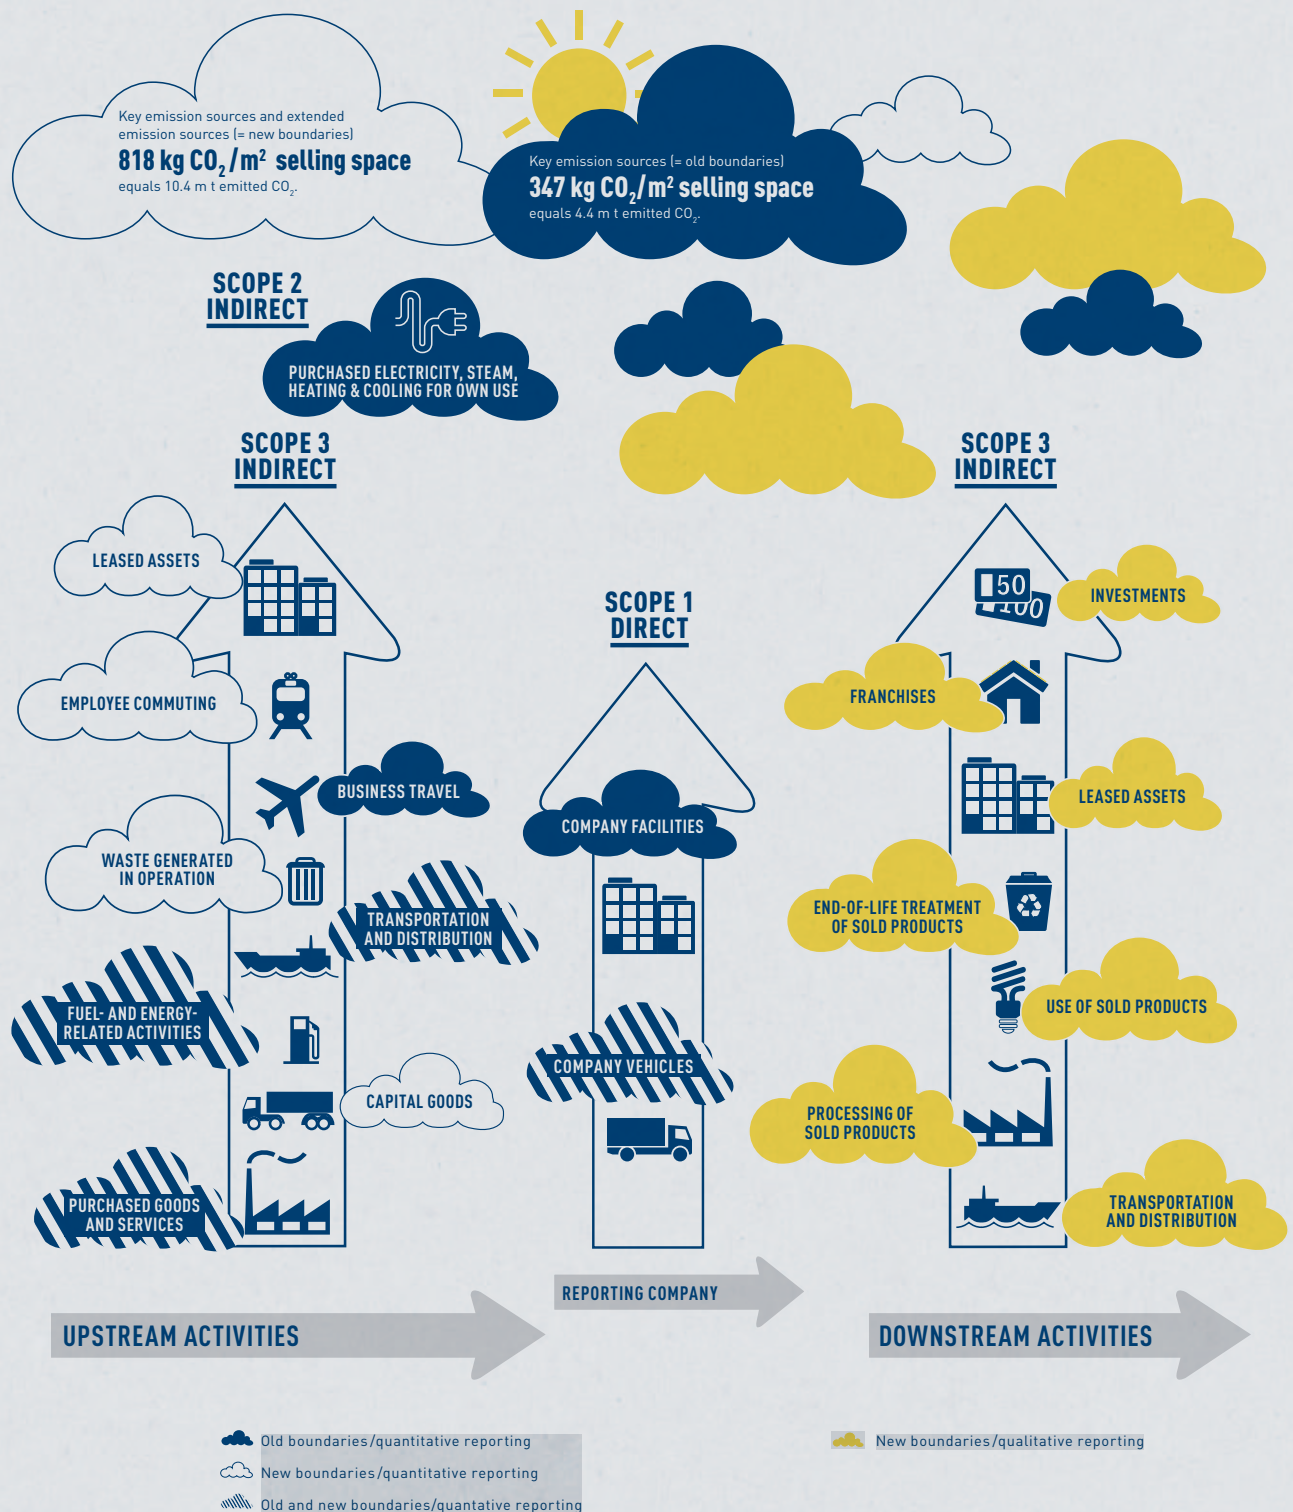 Key emission sources and extended
emission sources (= new boundaries)
818 kg CO₂/m² selling space
equals 10.4 m t emitted CO₂.
Key emission sources (= old boundaries)
347 kg CO₂/m² selling space
equals 4.4 m t emitted CO₂.
SCOPE 2
INDIRECT
PURCHASED ELECTRICITY, STEAM,
HEATING & COOLING FOR OWN USE
SCOPE 3
INDIRECT
LEASED ASSETS
EMPLOYEE COMMUTING
BUSINESS TRAVEL
WASTE GENERATED
IN OPERATION
TRANSPORTATION
AND DISTRIBUTION
FUEL- AND ENERGY-
RELATED ACTIVITIES
CAPITAL GOODS
PURCHASED GOODS
AND SERVICES
SCOPE 1
DIRECT
COMPANY FACILITIES
COMPANY VEHICLES
SCOPE 3
INDIRECT
50
100
INVESTMENTS
FRANCHISES
LEASED ASSETS
END-OF-LIFE TREATMENT
OF SOLD PRODUCTS
USE OF SOLD PRODUCTS
PROCESSING OF
SOLD PRODUCTS
TRANSPORTATION
AND DISTRIBUTION
UPSTREAM ACTIVITIES
REPORTING COMPANY
DOWNSTREAM ACTIVITIES
Old boundaries/quantitative reporting
New boundaries/quantitative reporting
Old and new boundaries/quantative reporting
New boundaries/qualitative reporting